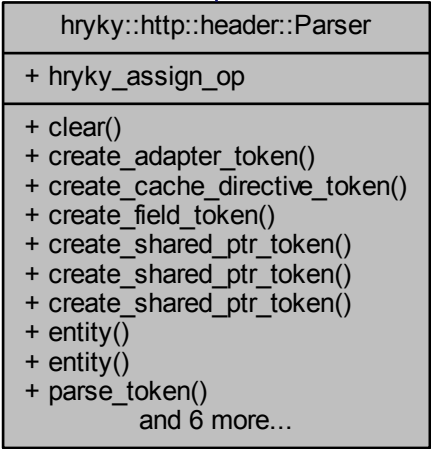 hryky::http::header::Parser
+ hryky_assign_op
+ clear()
+ create_adapter_token()
+ create_cache_directive_token()
+ create_field_token()
+ create_shared_ptr_token()
+ create_shared_ptr_token()
+ create_shared_ptr_token()
+ entity()
+ entity()
+ parse_token()
and 6 more...